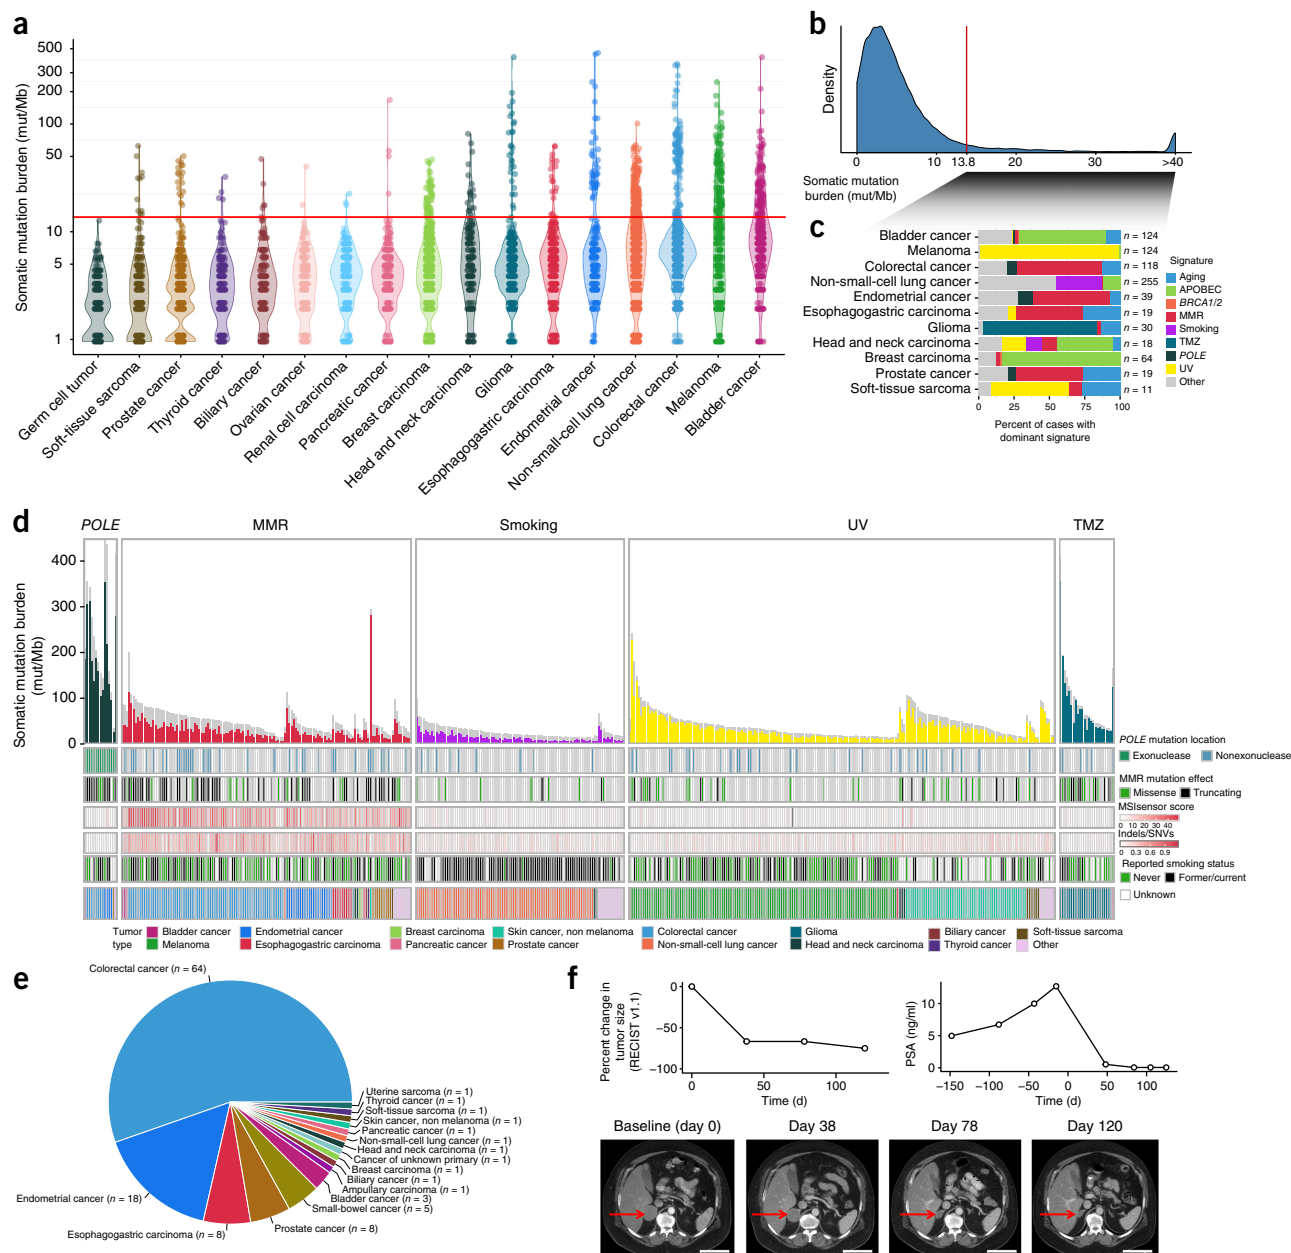 a
500
300
100
50
10
5
1
Somatic mutation burden (mut/Mb)
Germ cell tumor
Soft-tissue sarcoma
Prostate cancer
Thyroid cancer
Biliary cancer
Ovarian cancer
Renal cell carcinoma
Pancreatic cancer
Breast carcinoma
Head and neck carcinoma
Glioma
Esophagogastric carcinoma
Endometrial cancer
Non-small-cell lung cancer
Colorectal cancer
Melanoma
Bladder cancer
b
Density
0 10 13.8 20 30 >40
Somatic mutation
burden (mut/Mb)
c
Bladder cancer n = 124
Melanoma n = 124
Colorectal cancer n = 118
Non-small-cell lung cancer n = 255
Endometrial cancer n = 39
Esophagogastric carcinoma n = 19
Glioma n = 30
Head and neck carcinoma n = 18
Breast carcinoma n = 64
Prostate cancer n = 19
Soft-tissue sarcoma n = 11
0 25 50 75 100
Percent of cases with
dominant signature
Signature
Aging
APOBEC
BRCA1/2
MMR
Smoking
TMZ
POLE
UV
Other
d
POLE MMR Smoking UV TMZ
400
300
200
100
0
Somatic mutation burden
(mut/Mb)
POLE mutation location
Exonuclease Nonexonuclease
MMR mutation effect
Missense Truncating
MSIsensor score
0 10 30 40
Indels/SNVs
0 0.3 0.6 0.9
Reported smoking status
Never Former/current
Unknown
Tumor
type
Bladder cancer Endometrial cancer Breast carcinoma Skin cancer, non melanoma Colorectal cancer Glioma Biliary cancer Soft-tissue sarcoma
Melanoma Esophagogastric carcinoma Pancreatic cancer Prostate cancer Non-small-cell lung cancer Head and neck carcinoma Thyroid cancer Other
e
Colorectal cancer (n = 64)
Uterine sarcoma (n = 1)
Thyroid cancer (n = 1)
Soft-tissue sarcoma (n = 1)
Skin cancer, non melanoma (n = 1)
Pancreatic cancer (n = 1)
Non-small-cell lung cancer (n = 1)
Head and neck carcinoma (n = 1)
Cancer of unknown primary (n = 1)
Breast carcinoma (n = 1)
Biliary cancer (n = 1)
Ampullary carcinoma (n = 1)
Bladder cancer (n = 3)
Small-bowel cancer (n = 5)
Prostate cancer (n = 8)
Esophagogastric carcinoma (n = 8)
Endometrial cancer (n = 18)
f
Percent change in
tumor size
(RECIST v1.1)
0
−50
−100
0 50 100
Time (d)
PSA (ng/ml)
10
5
0
−150 −100 −50 0 50 100
Time (d)
Baseline (day 0) Day 38 Day 78 Day 120